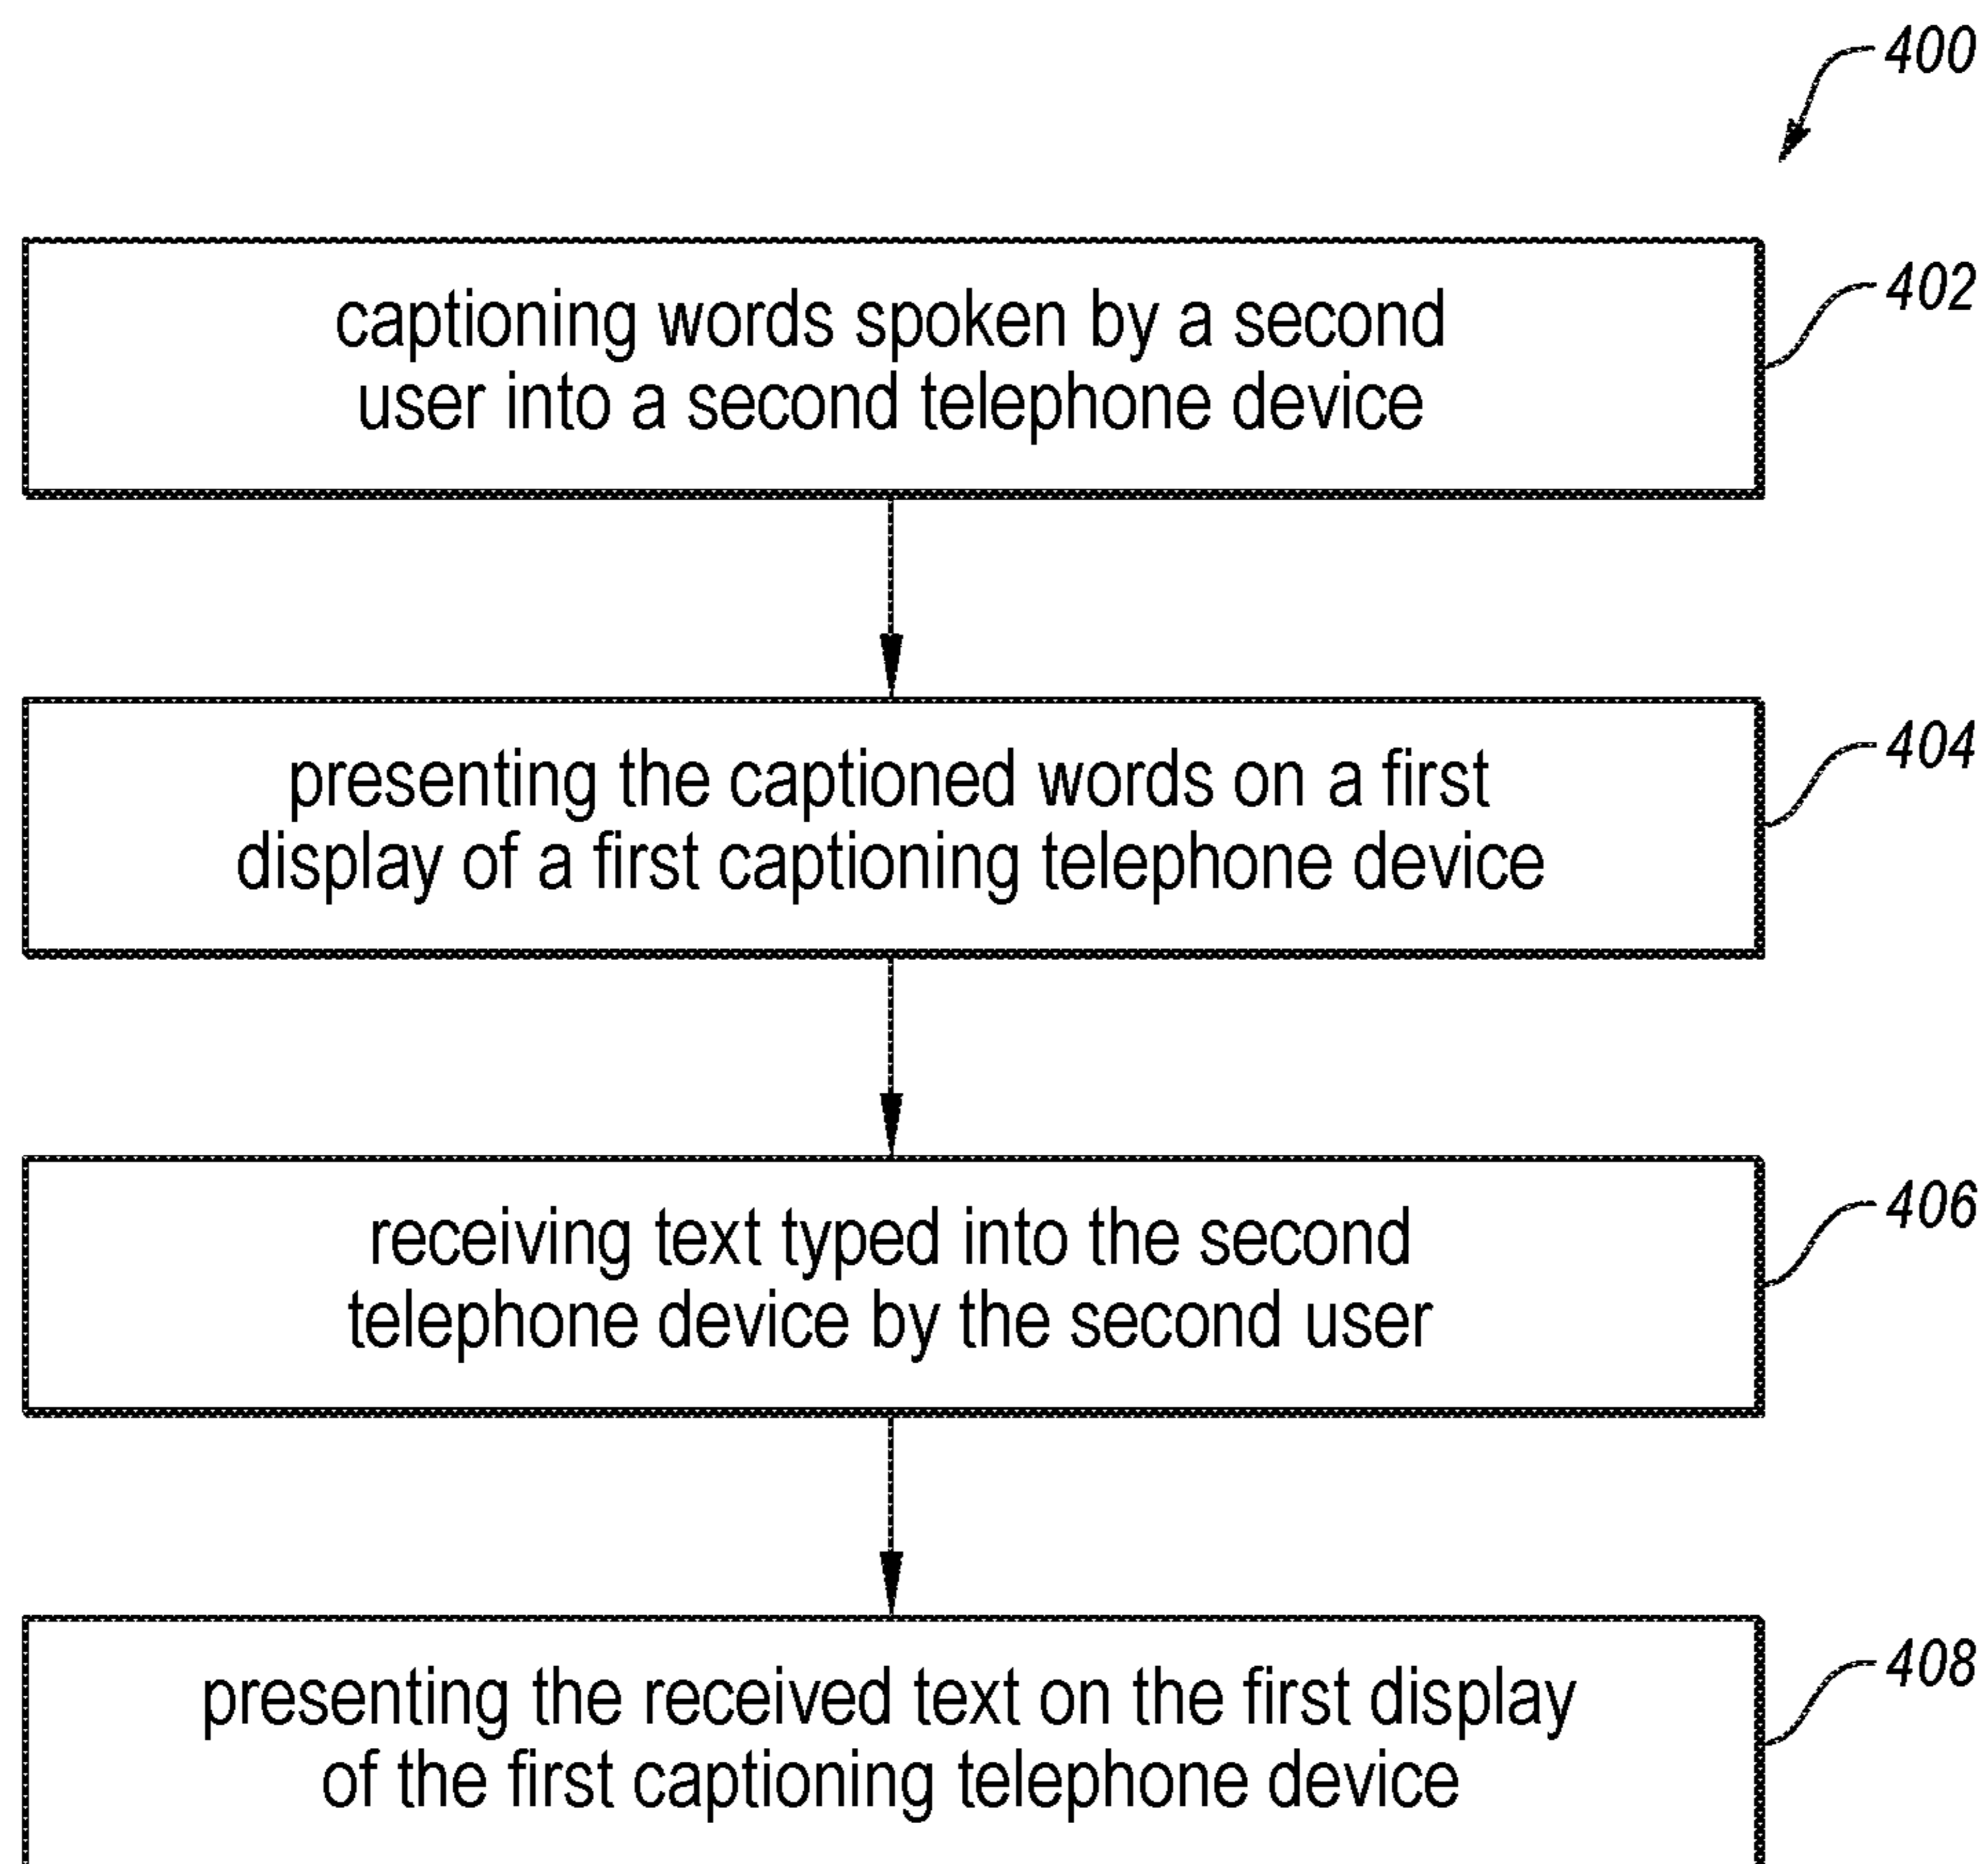 400
captioning words spoken by a second
user into a second telephone device
402
presenting the captioned words on a first
display of a first captioning telephone device
404
receiving text typed into the second
telephone device by the second user
406
presenting the received text on the first display
of the first captioning telephone device
408